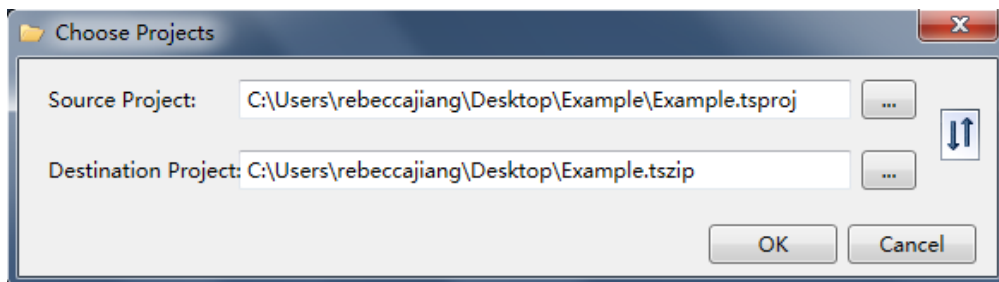 Choose Projects
Source Project: C:\Users\rebeccajiang\Desktop\Example\Example.tsproj ...
Destination Project: C:\Users\rebeccajiang\Desktop\Example.tszip ...
OK Cancel